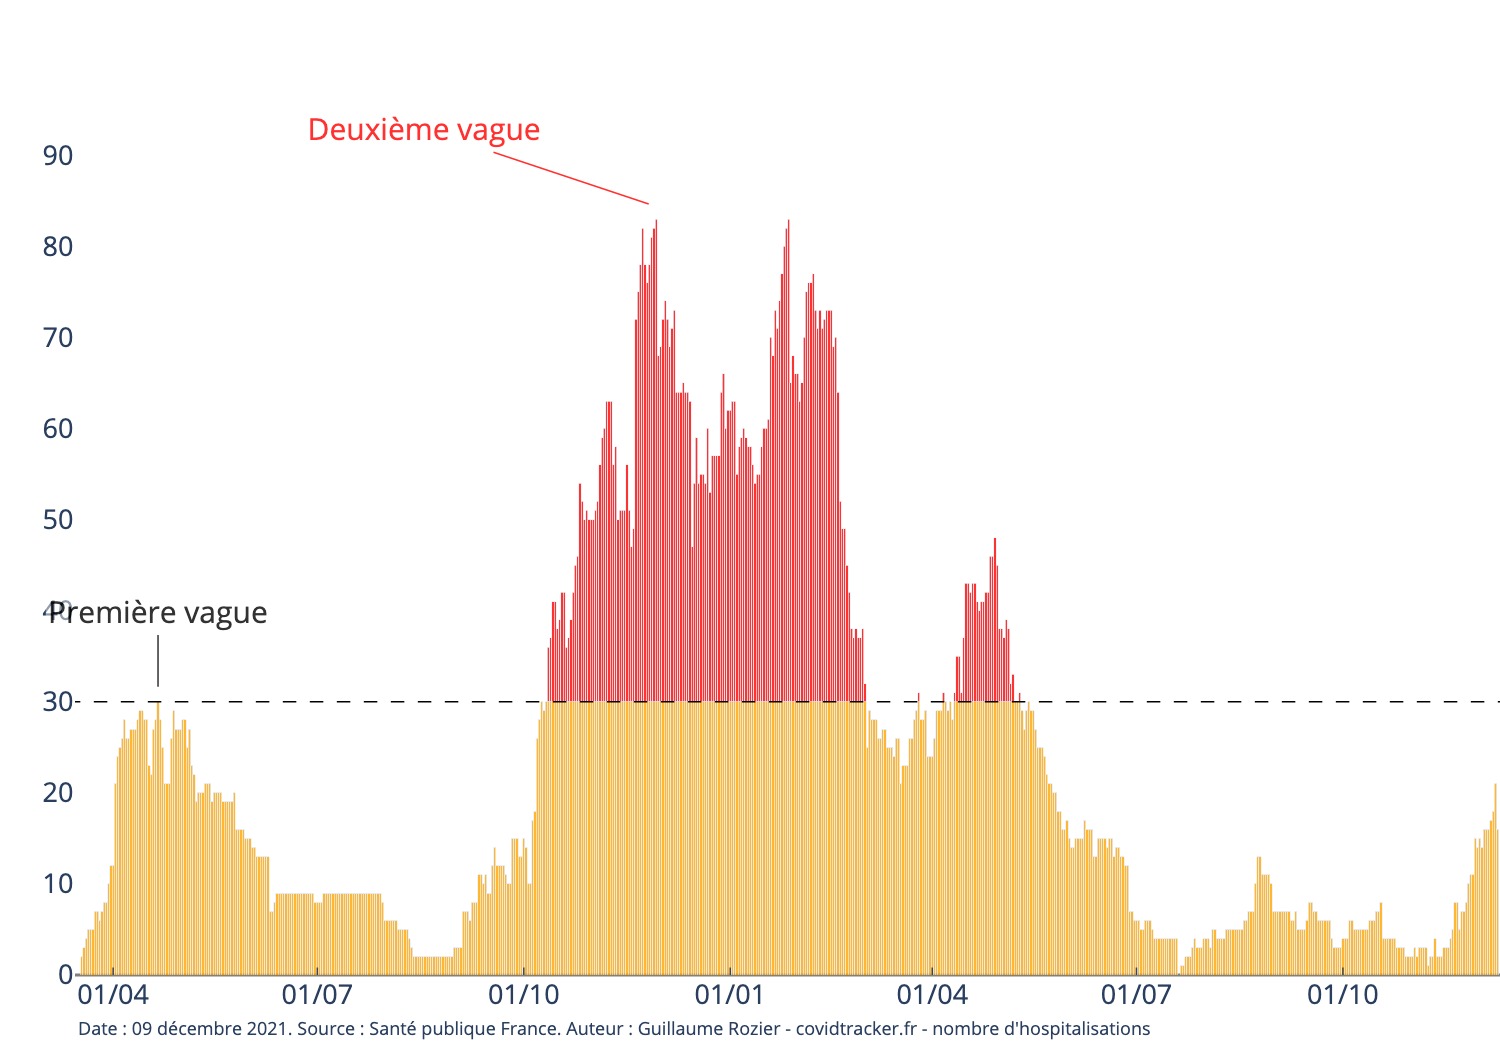 Deuxième vague
90
80
70
60
50
40
Première vague
30
20
10
0
01/04 01/07 01/10 01/01 01/04 01/07 01/10
Date : 09 décembre 2021. Source : Santé publique France. Auteur : Guillaume Rozier - covidtracker.fr - nombre d'hospitalisations